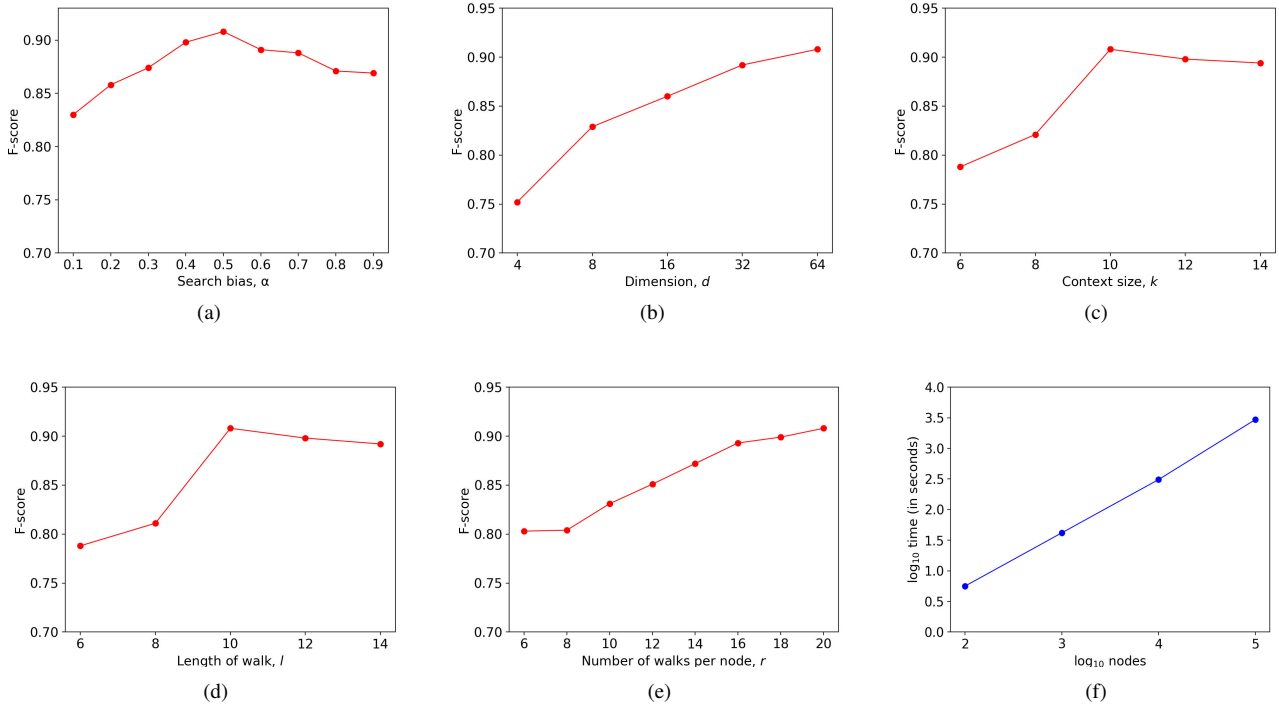 0.90
0.85
0.80
0.75
0.70
F-score
0.1 0.2 0.3 0.4 0.5 0.6 0.7 0.8 0.9
Search bias, α
(a)
0.95
0.90
0.85
0.80
0.75
0.70
F-score
4 8 16 32 64
Dimension, d
(b)
0.95
0.90
0.85
0.80
0.75
0.70
F-score
6 8 10 12 14
Context size, k
(c)
0.95
0.90
0.85
0.80
0.75
0.70
F-score
6 8 10 12 14
Length of walk, l
(d)
0.95
0.90
0.85
0.80
0.75
0.70
F-score
6 8 10 12 14 16 18 20
Number of walks per node, r
(e)
4.0
3.5
3.0
2.5
2.0
1.5
1.0
0.5
0.0
log₁₀ time (in seconds)
2 3 4 5
log₁₀ nodes
(f)